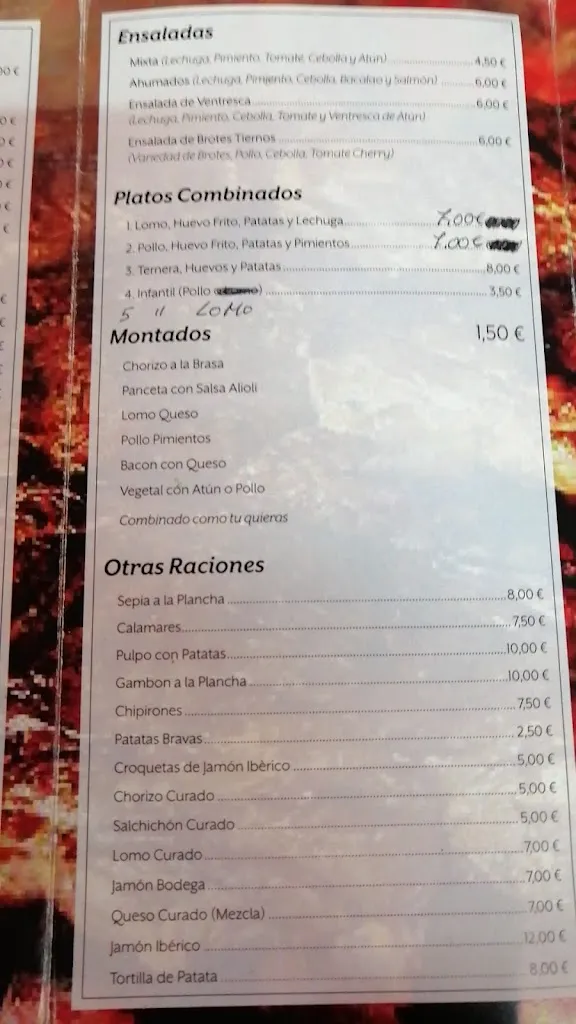 Ensaladas
Mixta (Lechuga, Pimiento, Tomate, Cebolla y Atún) 4,50 €
Ahumados (Lechuga, Pimiento, Cebolla, Bacalao y Salmón) 6,00 €
Ensalada de Ventresca 6,00 €
(Lechuga, Pimiento, Cebolla, Tomate y Ventresca de Atún)
Ensalada de Brotes Tiernos 6,00 €
(Variedad de Brotes, Pollo, Cebolla, Tomate Cherry)
Platos Combinados
1. Lomo, Huevo Frito, Patatas y Lechuga 7,00 €
2. Pollo, Huevo Frito, Patatas y Pimientos 7,00 €
3. Ternera, Huevos y Patatas 8,00 €
4. Infantil (Pollo ) 3,50 €
5 " LOMO
Montados 1,50 €
Chorizo a la Brasa
Panceta con Salsa Alioli
Lomo Queso
Pollo Pimientos
Bacon con Queso
Vegetal con Atún o Pollo
Combinado como tu quieras
Otras Raciones
Sepia a la Plancha 8,00 €
Calamares 7,50 €
Pulpo con Patatas 10,00 €
Gambon a la Plancha 10,00 €
Chipirones 7,50 €
Patatas Bravas 2,50 €
Croquetas de Jamón Ibèrico 5,00 €
Chorizo Curado 5,00 €
Salchichón Curado 5,00 €
Lomo Curado 7,00 €
Jamón Bodega 7,00 €
Queso Curado (Mezcla) 7,00 €
Jamón Ibérico 12,00 €
Tortilla de Patata 8,00 €